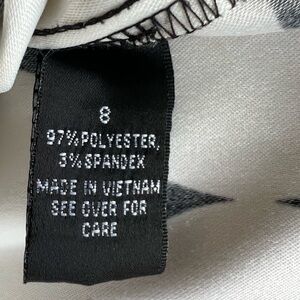 8
97% POLYESTER,
3% SPANDEX
MADE IN VIETNAM
SEE OVER FOR
CARE